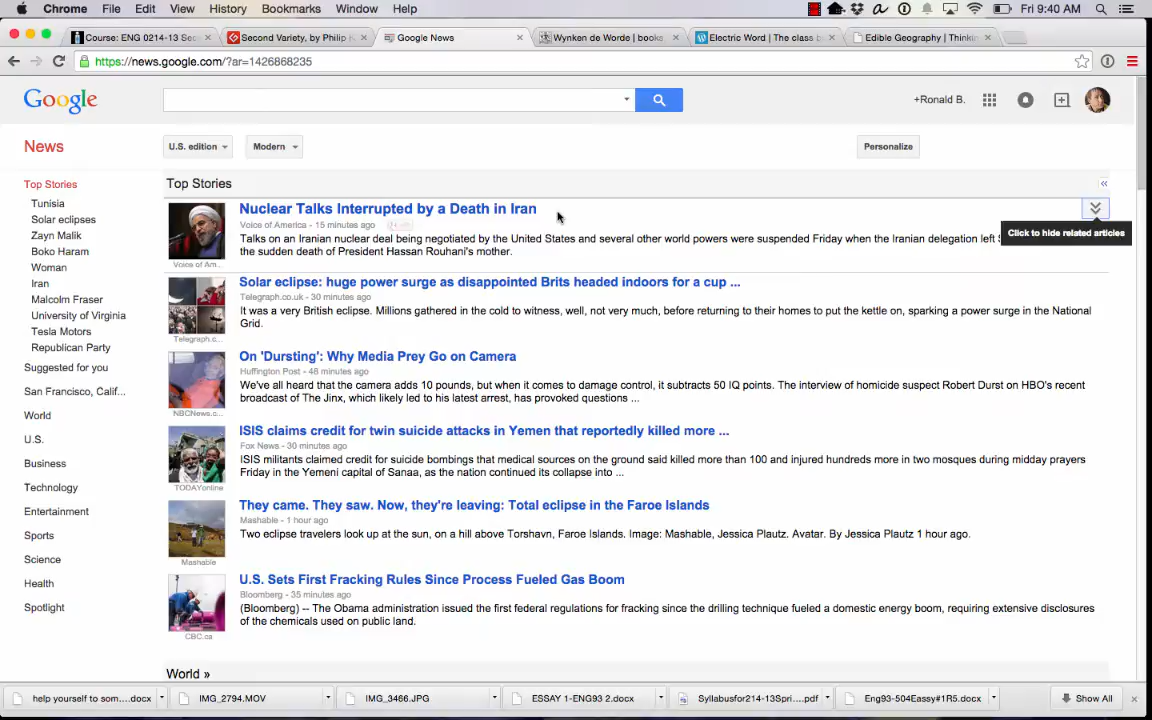 Chrome File Edit View History Bookmarks Window Help Fri 9:40 AM
Course: ENG 0214-13 Sec
Second Variety, by Philip
Google News
Wynken de Worde | books,
Electric Word | The class b
Edible Geography | Thinkin
https://news.google.com/?ar=1426868235
Google
+Ronald B.
News
U.S. edition
Modern
Personalize
Top Stories
Tunisia
Solar eclipses
Zayn Malik
Boko Haram
Woman
Iran
Malcolm Fraser
University of Virginia
Tesla Motors
Republican Party
Suggested for you
San Francisco, Calif...
World
U.S.
Business
Technology
Entertainment
Sports
Science
Health
Spotlight
Top Stories
Nuclear Talks Interrupted by a Death in Iran
Voice of America - 15 minutes ago
Talks on an Iranian nuclear deal being negotiated by the United States and several other world powers were suspended Friday when the Iranian delegation left
the sudden death of President Hassan Rouhani's mother.
Voice of Am...
Click to hide related articles
Solar eclipse: huge power surge as disappointed Brits headed indoors for a cup ...
Telegraph.co.uk - 30 minutes ago
It was a very British eclipse. Millions gathered in the cold to witness, well, not very much, before returning to their homes to put the kettle on, sparking a power surge in the National
Grid.
Telegraph.c...
On 'Dursting': Why Media Prey Go on Camera
Huffington Post - 48 minutes ago
We've all heard that the camera adds 10 pounds, but when it comes to damage control, it subtracts 50 IQ points. The interview of homicide suspect Robert Durst on HBO's recent
broadcast of The Jinx, which likely led to his latest arrest, has provoked questions ...
NBCNews.c...
ISIS claims credit for twin suicide attacks in Yemen that reportedly killed more ...
Fox News - 30 minutes ago
ISIS militants claimed credit for suicide bombings that medical sources on the ground said killed more than 100 and injured hundreds more in two mosques during midday prayers
Friday in the Yemeni capital of Sanaa, as the nation continued its collapse into ...
TODAYonline
They came. They saw. Now, they're leaving: Total eclipse in the Faroe Islands
Mashable - 1 hour ago
Two eclipse travelers look up at the sun, on a hill above Torshavn, Faroe Islands. Image: Mashable, Jessica Plautz. Avatar. By Jessica Plautz 1 hour ago.
Mashable
U.S. Sets First Fracking Rules Since Process Fueled Gas Boom
Bloomberg - 35 minutes ago
(Bloomberg) -- The Obama administration issued the first federal regulations for fracking since the drilling technique fueled a domestic energy boom, requiring extensive disclosures
of the chemicals used on public land.
CBC.ca
World »
help yourself to som....docx
IMG_2794.MOV
IMG_3466.JPG
ESSAY 1-ENG93 2.docx
Syllabusfor214-13Spri....pdf
Eng93-504Eassy#1R5.docx
Show All